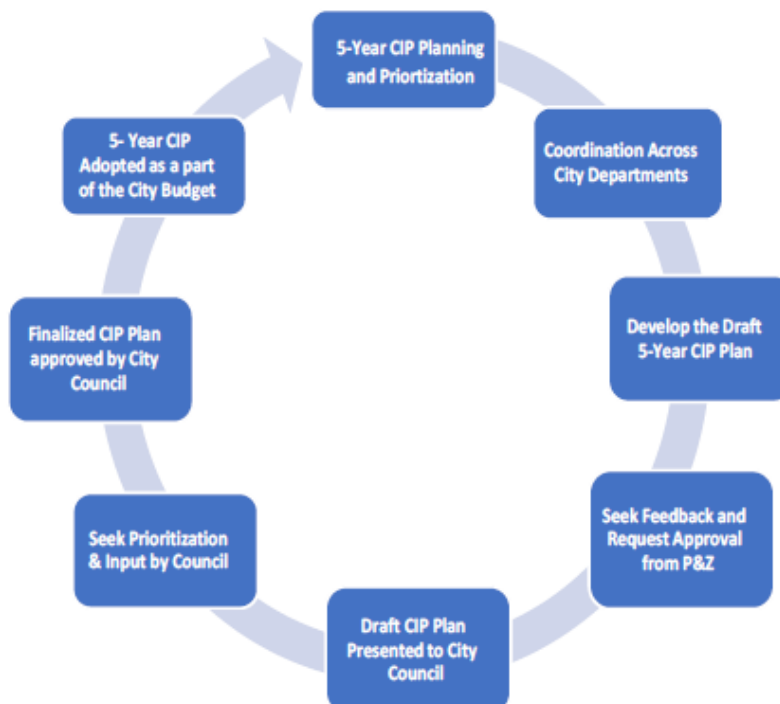 5-Year CIP Planning
and Priortization
Coordination Across
City Departments
Develop the Draft
5-Year CIP Plan
Seek Feedback and
Request Approval
from P&Z
Draft CIP Plan
Presented to City
Council
Seek Prioritization
& Input by Council
Finalized CIP Plan
approved by City
Council
5- Year CIP
Adopted as a part
of the City Budget